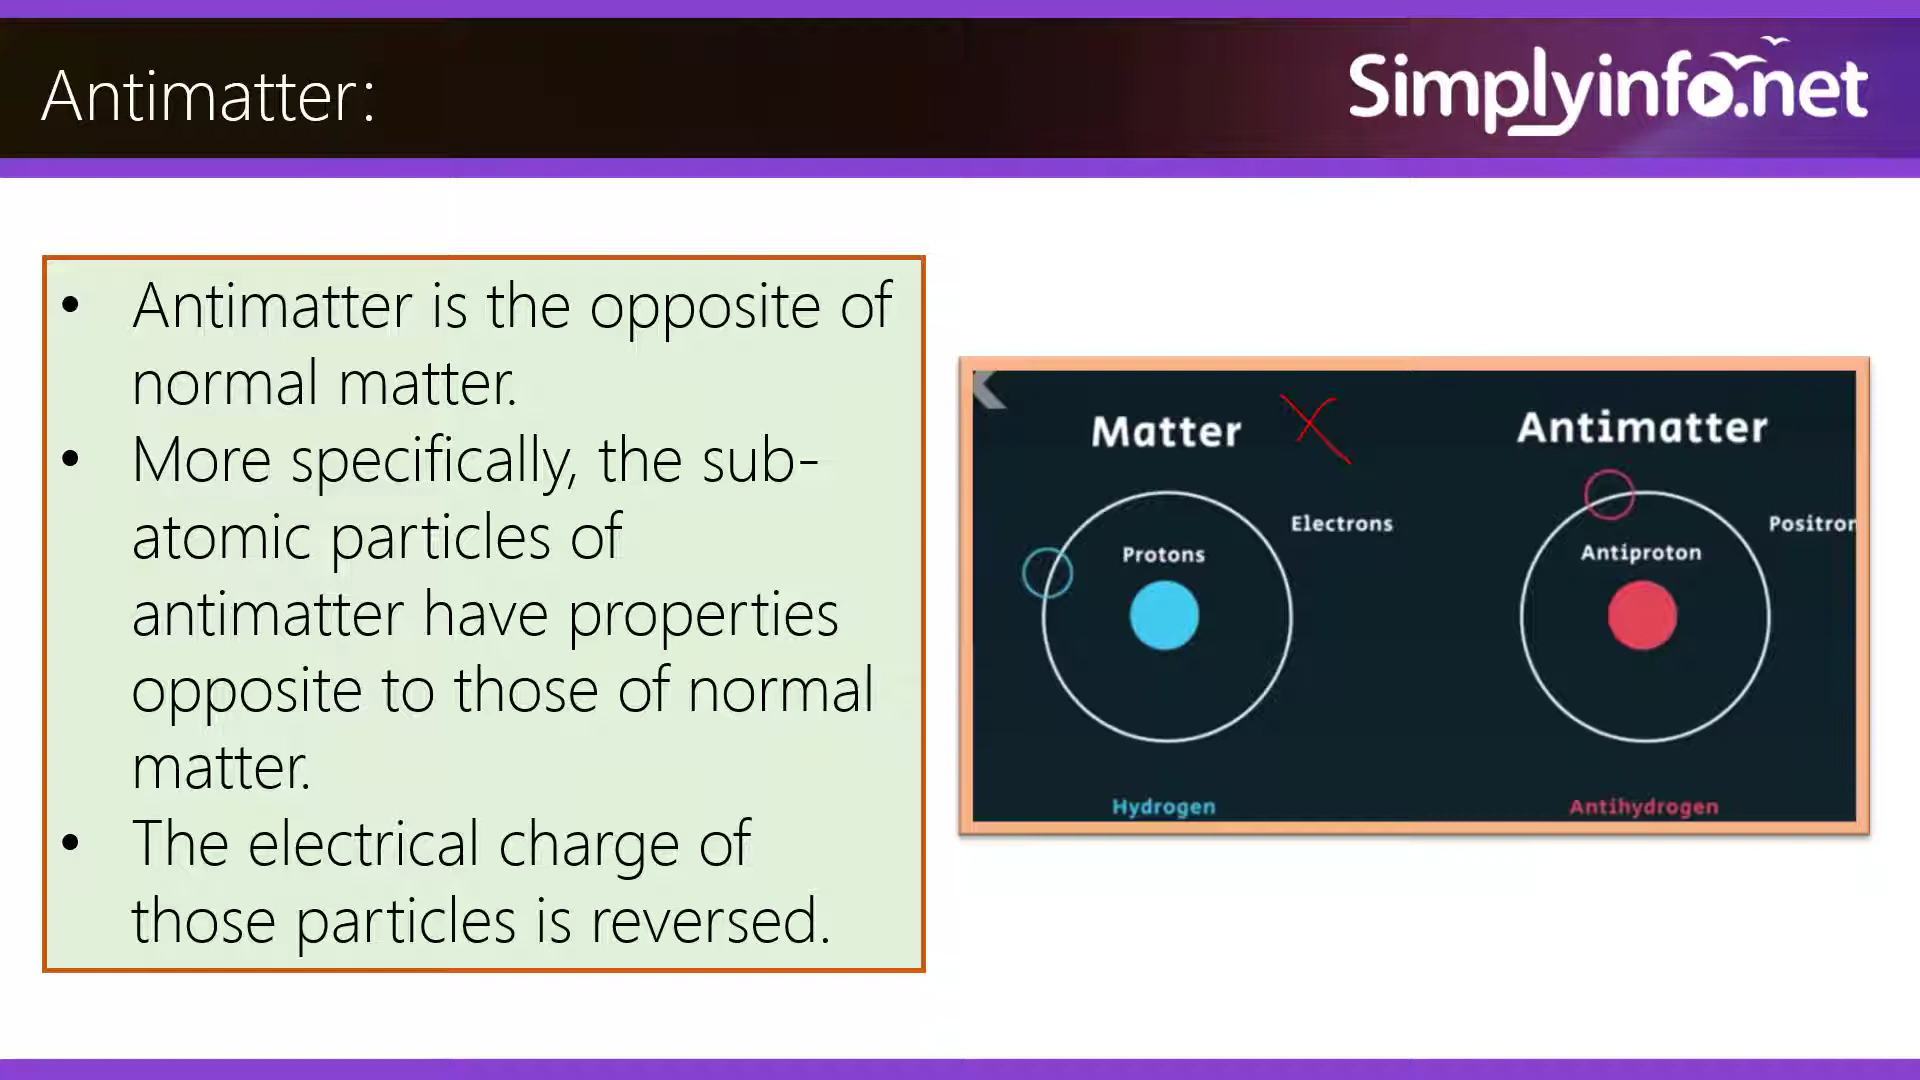 Antimatter:
Simplyinfo.net
• Antimatter is the opposite of
normal matter.
• More specifically, the sub-
atomic particles of
antimatter have properties
opposite to those of normal
matter.
• The electrical charge of
those particles is reversed.
Matter
Antimatter
Electrons
Positron
Protons
Antiproton
Hydrogen
Antihydrogen